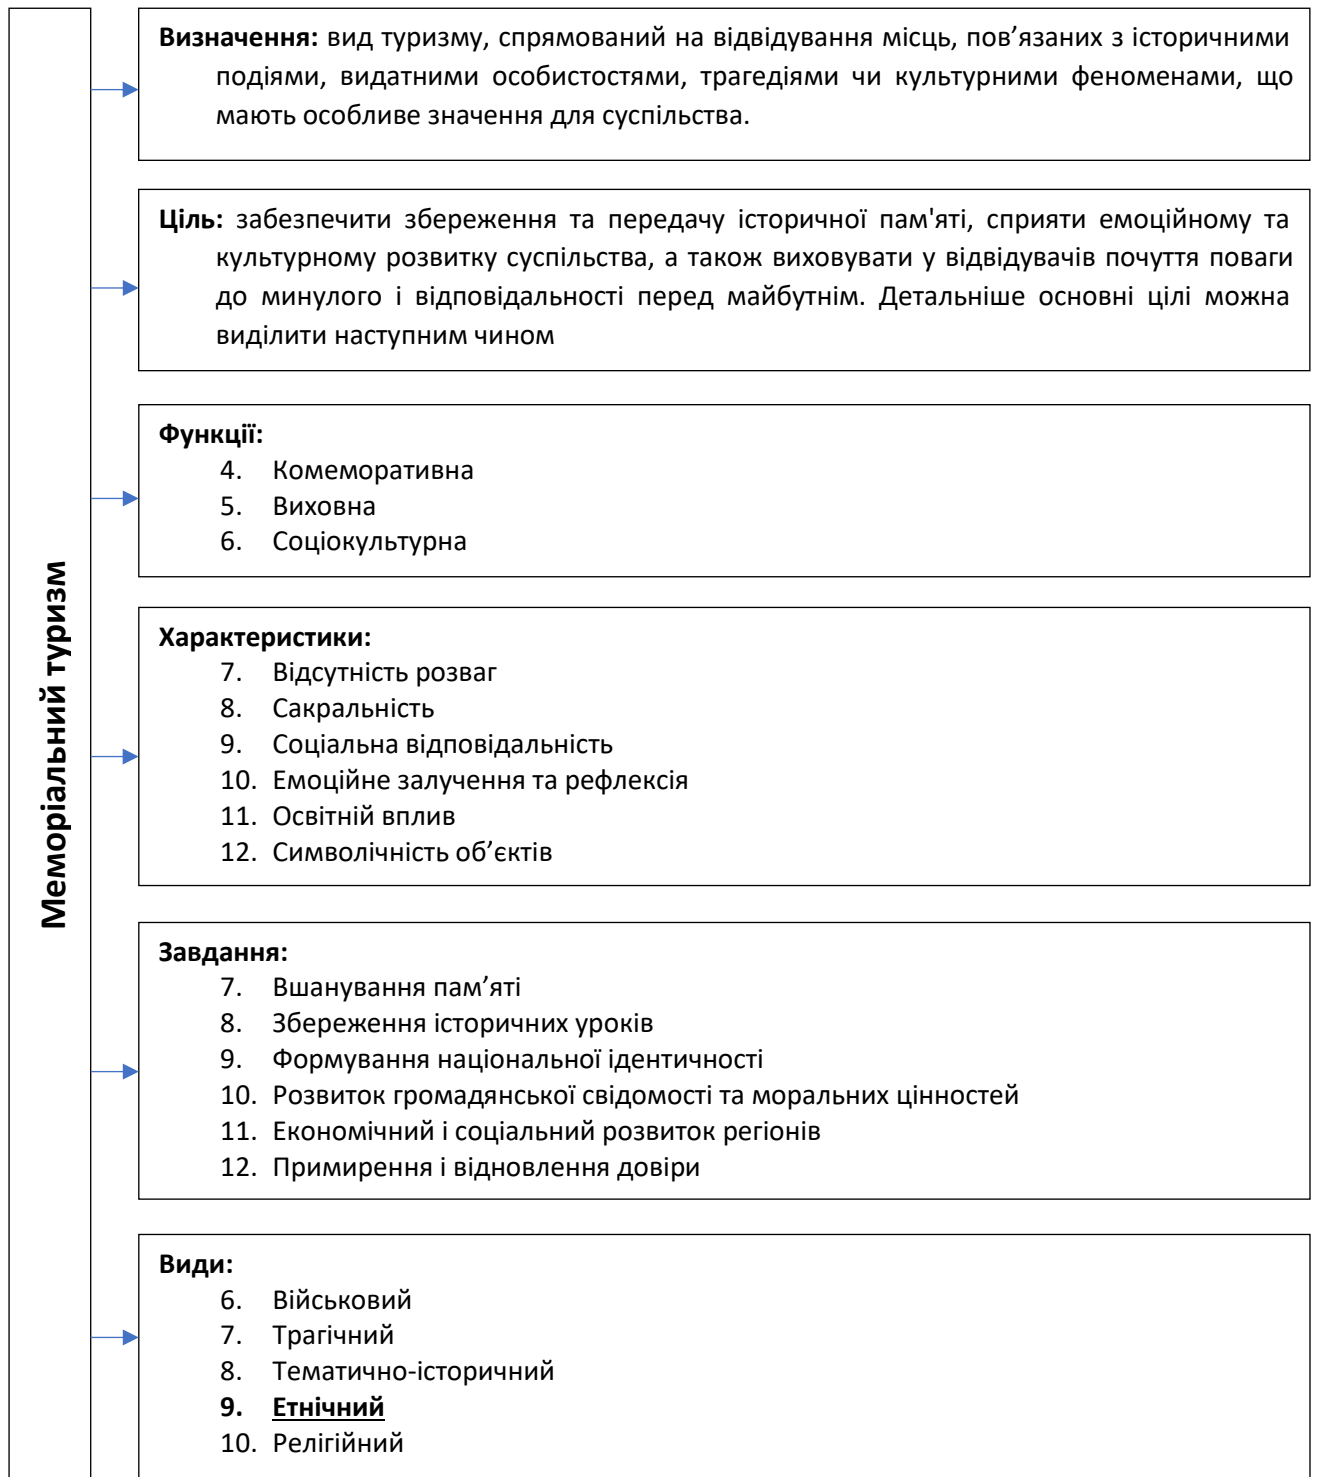 Меморіальний туризм
Визначення: вид туризму, спрямований на відвідування місць, пов’язаних з історичними
подіями, видатними особистостями, трагедіями чи культурними феноменами, що
мають особливе значення для суспільства.
Ціль: забезпечити збереження та передачу історичної пам'яті, сприяти емоційному та
культурному розвитку суспільства, а також виховувати у відвідувачів почуття поваги
до минулого і відповідальності перед майбутнім. Детальніше основні цілі можна
виділити наступним чином
Функції:
4. Комеморативна
5. Виховна
6. Соціокультурна
Характеристики:
7. Відсутність розваг
8. Сакральність
9. Соціальна відповідальність
10. Емоційне залучення та рефлексія
11. Освітній вплив
12. Символічність об’єктів
Завдання:
7. Вшанування пам’яті
8. Збереження історичних уроків
9. Формування національної ідентичності
10. Розвиток громадянської свідомості та моральних цінностей
11. Економічний і соціальний розвиток регіонів
12. Примирення і відновлення довіри
Види:
6. Військовий
7. Трагічний
8. Тематично-історичний
9. Етнічний
10. Релігійний